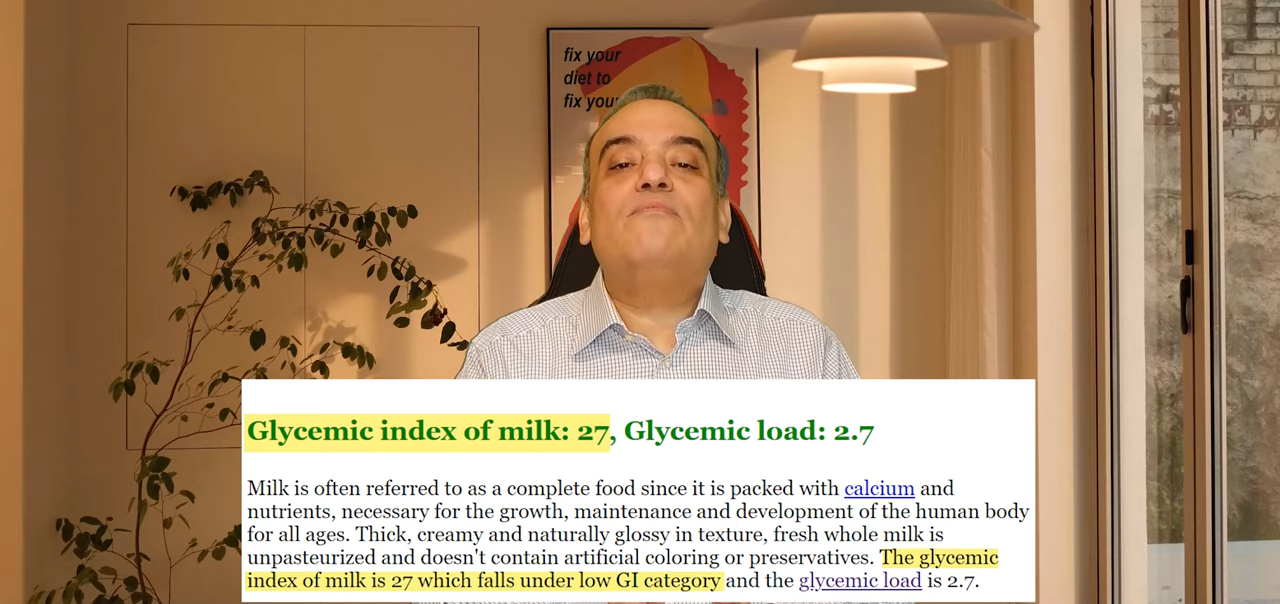 fix your
diet to
fix your
Glycemic index of milk: 27, Glycemic load: 2.7
Milk is often referred to as a complete food since it is packed with calcium and
nutrients, necessary for the growth, maintenance and development of the human body
for all ages. Thick, creamy and naturally glossy in texture, fresh whole milk is
unpasteurized and doesn't contain artificial coloring or preservatives. The glycemic
index of milk is 27 which falls under low GI category and the glycemic load is 2.7.